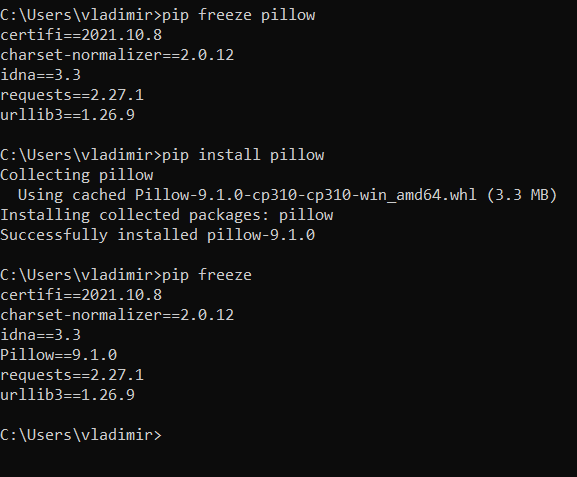 C:\Users\vladimir>pip freeze pillow
certifi==2021.10.8
charset-normalizer==2.0.12
idna==3.3
requests==2.27.1
urllib3==1.26.9
C:\Users\vladimir>pip install pillow
Collecting pillow
  Using cached Pillow-9.1.0-cp310-cp310-win_amd64.whl (3.3 MB)
Installing collected packages: pillow
Successfully installed pillow-9.1.0
C:\Users\vladimir>pip freeze
certifi==2021.10.8
charset-normalizer==2.0.12
idna==3.3
Pillow==9.1.0
requests==2.27.1
urllib3==1.26.9
C:\Users\vladimir>